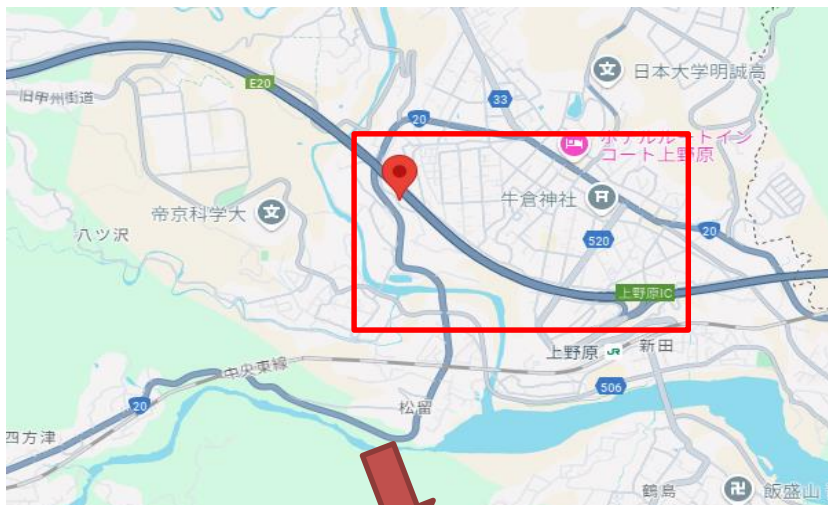 日本大学明誠高
E20
旧甲州街道
33
20
ホテルルートイン
コート上野原
牛倉神社
帝京科学大
八ツ沢
520
20
上野原IC
上野原
JR
新田
中央東線
506
20
松留
四方津
鶴島
飯盛山